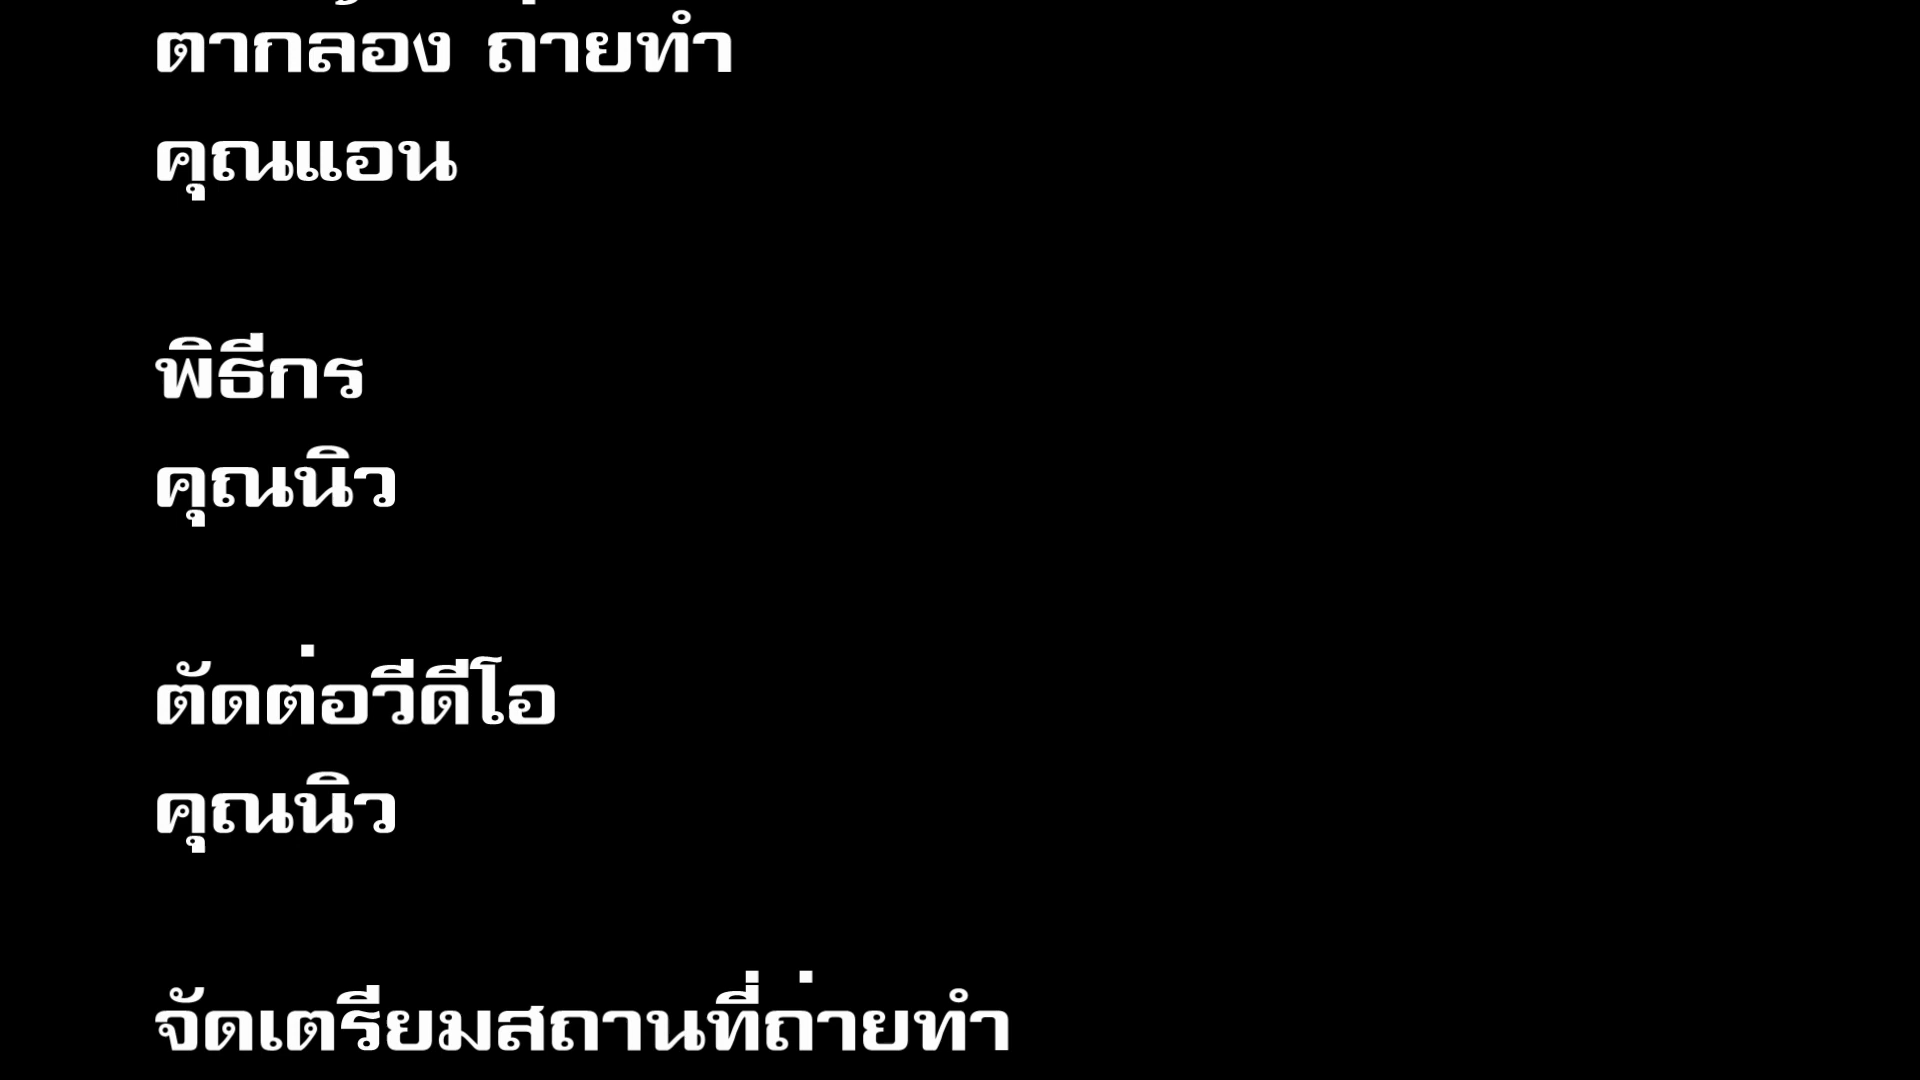 ตากลอง ถ่ายทำ
คุณแอน
พิธีกร
คุณนิว
ตัดต่อวีดีโอ
คุณนิว
จัดเตรียมสถานที่ถ่ายทำ